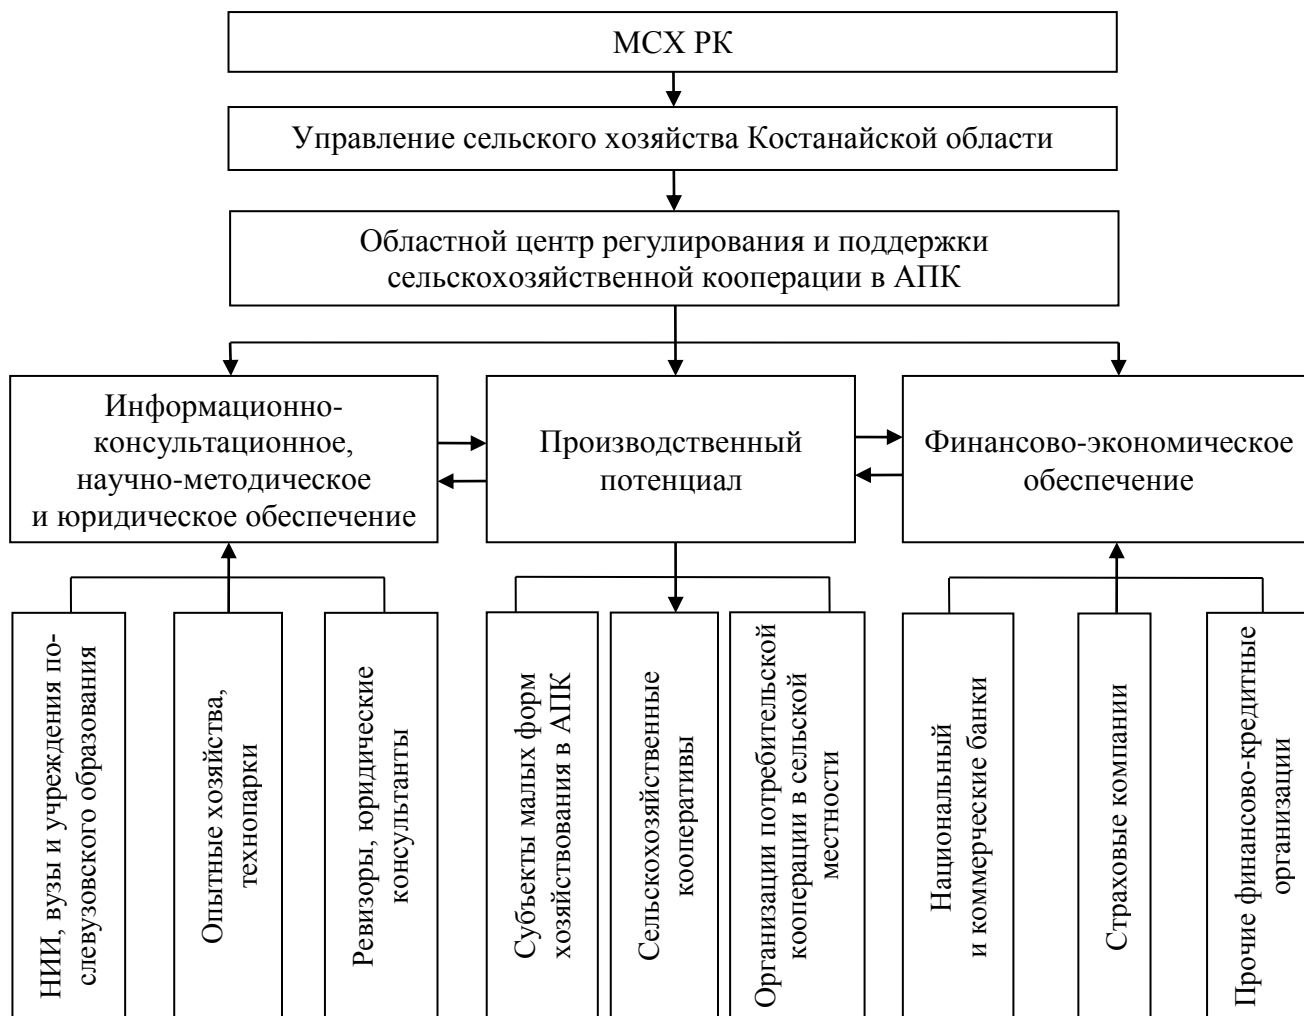 МСХ РК
Управление сельского хозяйства Костанайской области
Областной центр регулирования и поддержки
сельскохозяйственной кооперации в АПК
Информационно-
консультационное,
научно-методическое
и юридическое обеспечение
Производственный
потенциал
Финансово-экономическое
обеспечение
НИИ, вузы и учреждения по-
слевузовского образования
Опытные хозяйства,
технопарки
Ревизоры, юридические
консультанты
Субъекты малых форм
хозяйствования в АПК
Сельскохозяйственные
кооперативы
Организации потребительской
кооперации в сельской
местности
Национальный
и коммерческие банки
Страховые компании
Прочие финансово-кредитные
организации